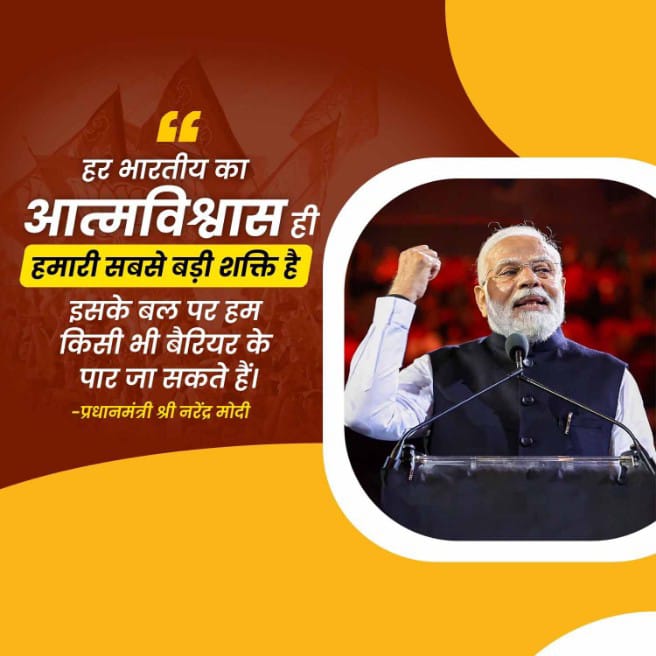 “
हर भारतीय का
आत्मविश्वास ही
हमारी सबसे बड़ी शक्ति है
इसके बल पर हम
किसी भी बैरियर के
पार जा सकते हैं।
-प्रधानमंत्री श्री नरेंद्र मोदी